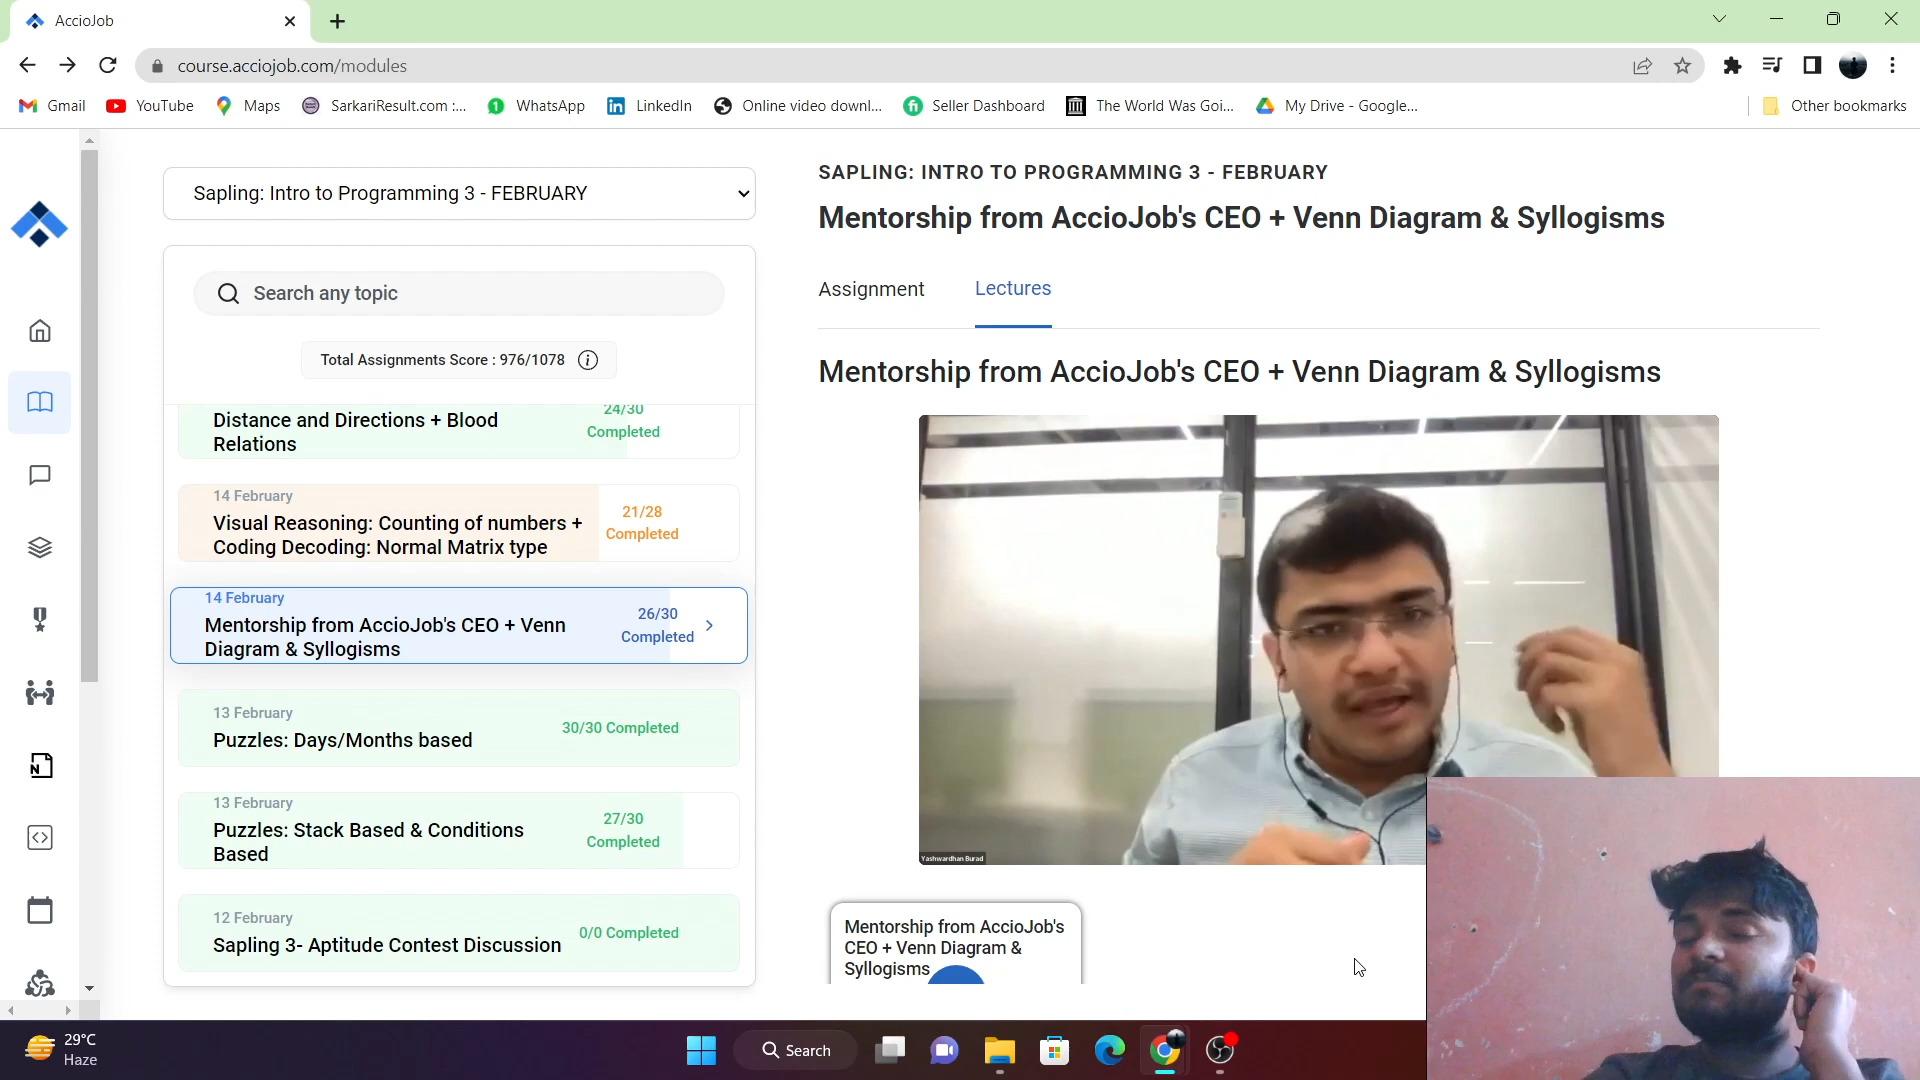 AccioJob
course.acciojob.com/modules
Gmail
YouTube
Maps
SarkariResult.com :...
WhatsApp
LinkedIn
Online video downl...
Seller Dashboard
The World Was Goi...
My Drive - Google...
Other bookmarks
Sapling: Intro to Programming 3 - FEBRUARY
Search any topic
Total Assignments Score : 976/1078
Distance and Directions + Blood
Relations
24/30
Completed
14 February
Visual Reasoning: Counting of numbers +
Coding Decoding: Normal Matrix type
21/28
Completed
14 February
Mentorship from AccioJob's CEO + Venn
Diagram & Syllogisms
26/30
Completed
13 February
Puzzles: Days/Months based
30/30 Completed
13 February
Puzzles: Stack Based & Conditions
Based
27/30
Completed
12 February
Sapling 3- Aptitude Contest Discussion
0/0 Completed
SAPLING: INTRO TO PROGRAMMING 3 - FEBRUARY
Mentorship from AccioJob's CEO + Venn Diagram & Syllogisms
Assignment
Lectures
Mentorship from AccioJob's CEO + Venn Diagram & Syllogisms
Yashwardhan Burad
Mentorship from AccioJob's
CEO + Venn Diagram &
Syllogisms
29°C
Haze
Search